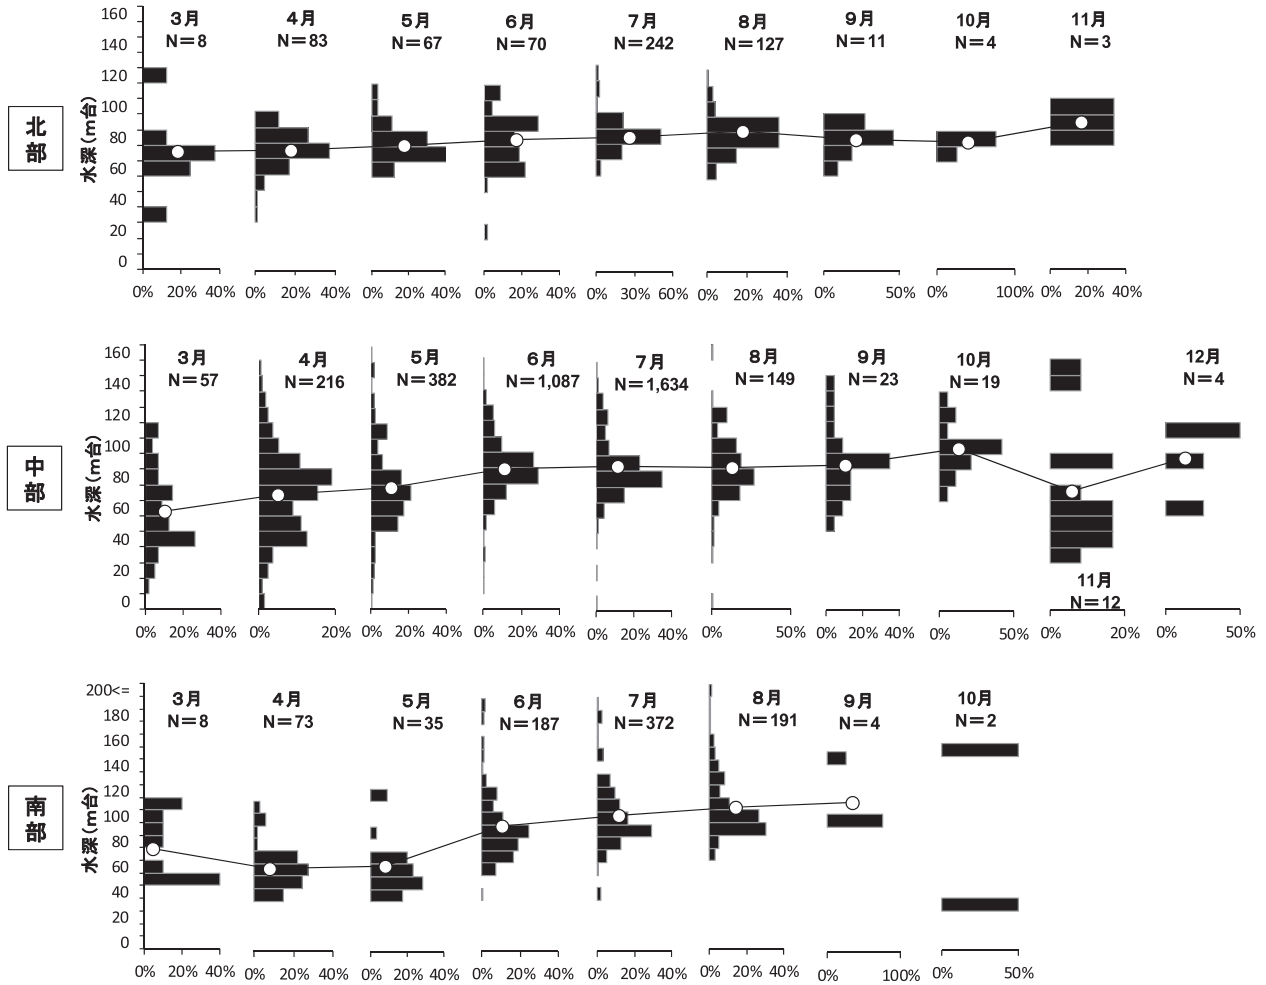 北部
水深(m台)
160
140
120
100
80
60
40
20
0
3月
N=8
4月
N=83
5月
N=67
6月
N=70
7月
N=242
8月
N=127
9月
N=11
10月
N=4
11月
N=3
0% 20% 40%
0% 20% 40%
0% 20% 40%
0% 20% 40%
0% 30% 60%
0% 20% 40%
0% 50%
0% 100%
0% 20% 40%
中部
水深(m台)
160
140
120
100
80
60
40
20
0
3月
N=57
4月
N=216
5月
N=382
6月
N=1,087
7月
N=1,634
8月
N=149
9月
N=23
10月
N=19
11月
N=12
12月
N=4
0% 20% 40%
0% 20%
0% 20% 40%
0% 20% 40%
0% 20% 40%
0% 50%
0% 20% 40%
0% 50%
0% 20%
0% 50%
南部
水深(m台)
200<=
180
160
140
120
100
80
60
40
20
0
3月
N=8
4月
N=73
5月
N=35
6月
N=187
7月
N=372
8月
N=191
9月
N=4
10月
N=2
0% 20% 40%
0% 20% 40%
0% 20% 40%
0% 20% 40%
0% 20% 40%
0% 20% 40%
0% 100%
0% 50%